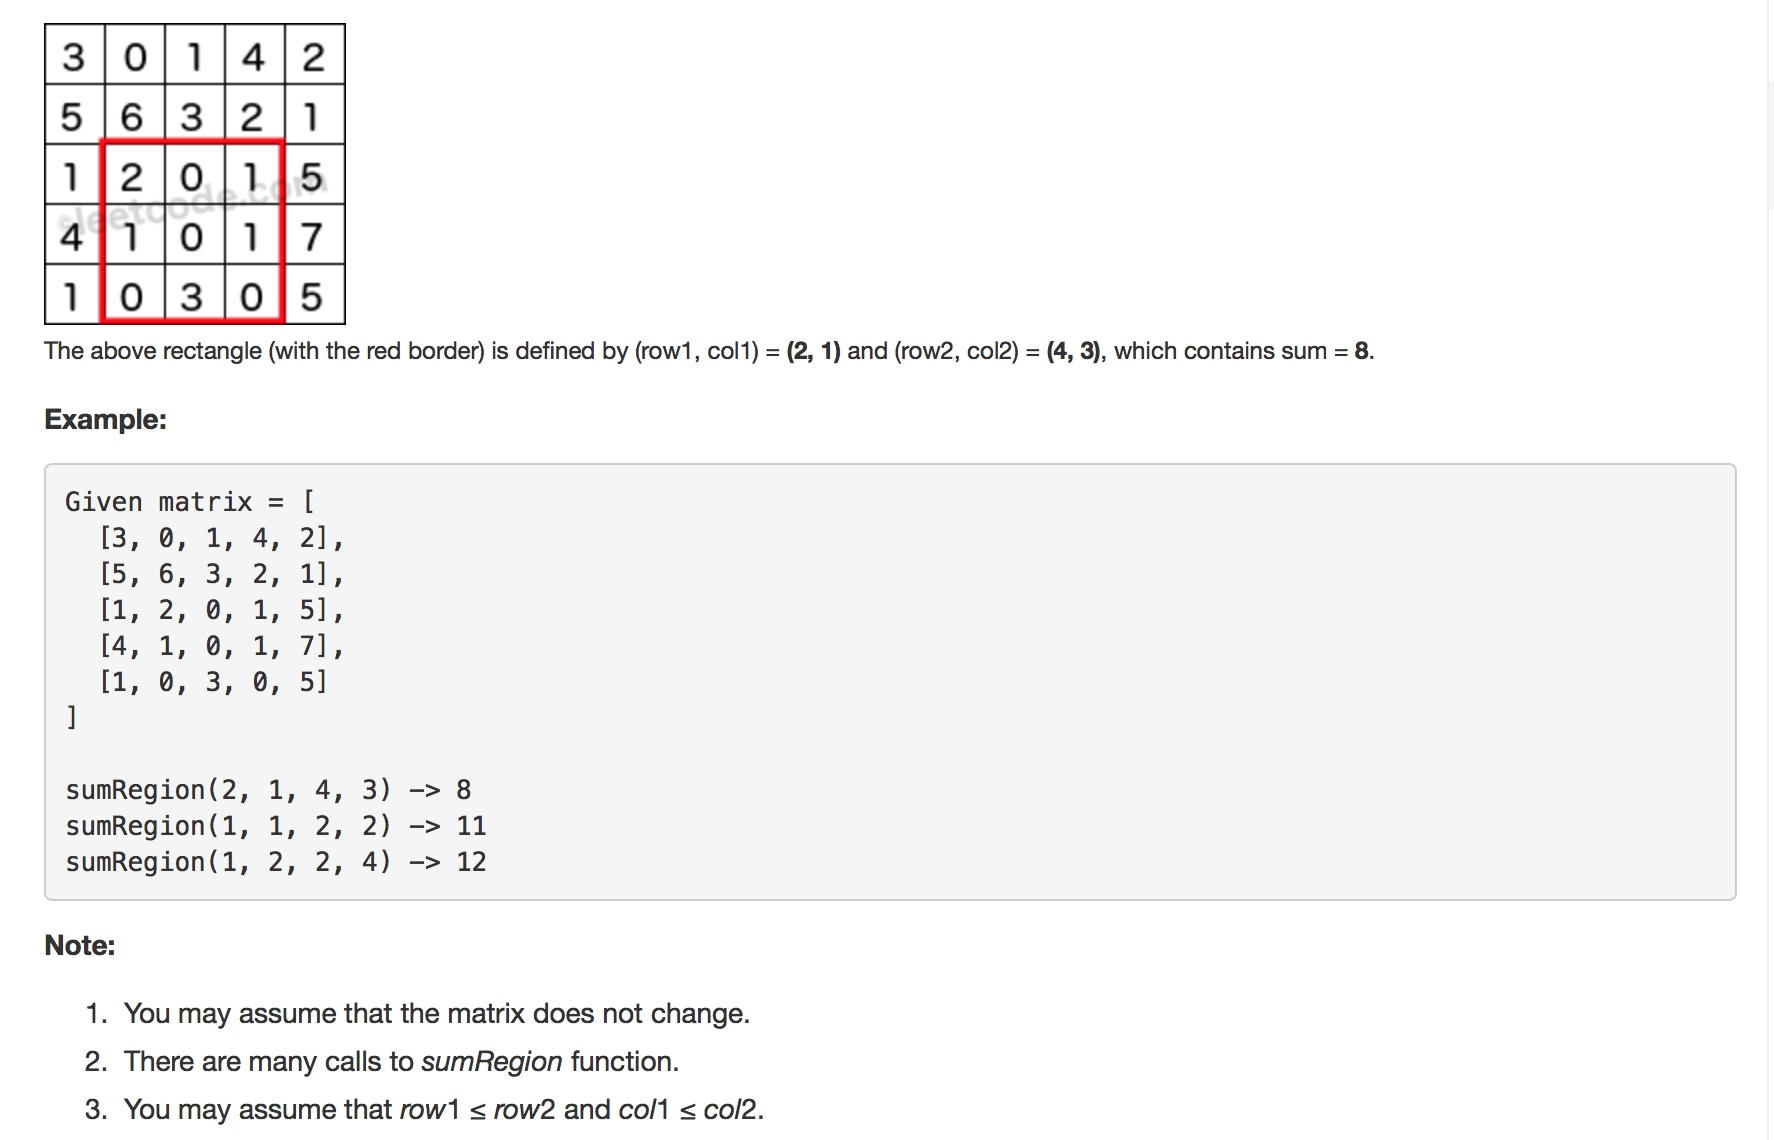 3 0 1 4 2
5 6 3 2 1
1 2 0 1 5
leetcode.com
4 1 0 1 7
1 0 3 0 5
The above rectangle (with the red border) is defined by (row1, col1) = (2, 1) and (row2, col2) = (4, 3), which contains sum = 8.
Example:
Given matrix = [
  [3, 0, 1, 4, 2],
  [5, 6, 3, 2, 1],
  [1, 2, 0, 1, 5],
  [4, 1, 0, 1, 7],
  [1, 0, 3, 0, 5]
]
sumRegion(2, 1, 4, 3) -> 8
sumRegion(1, 1, 2, 2) -> 11
sumRegion(1, 2, 2, 4) -> 12
Note:
1. You may assume that the matrix does not change.
2. There are many calls to sumRegion function.
3. You may assume that row1 ≤ row2 and col1 ≤ col2.